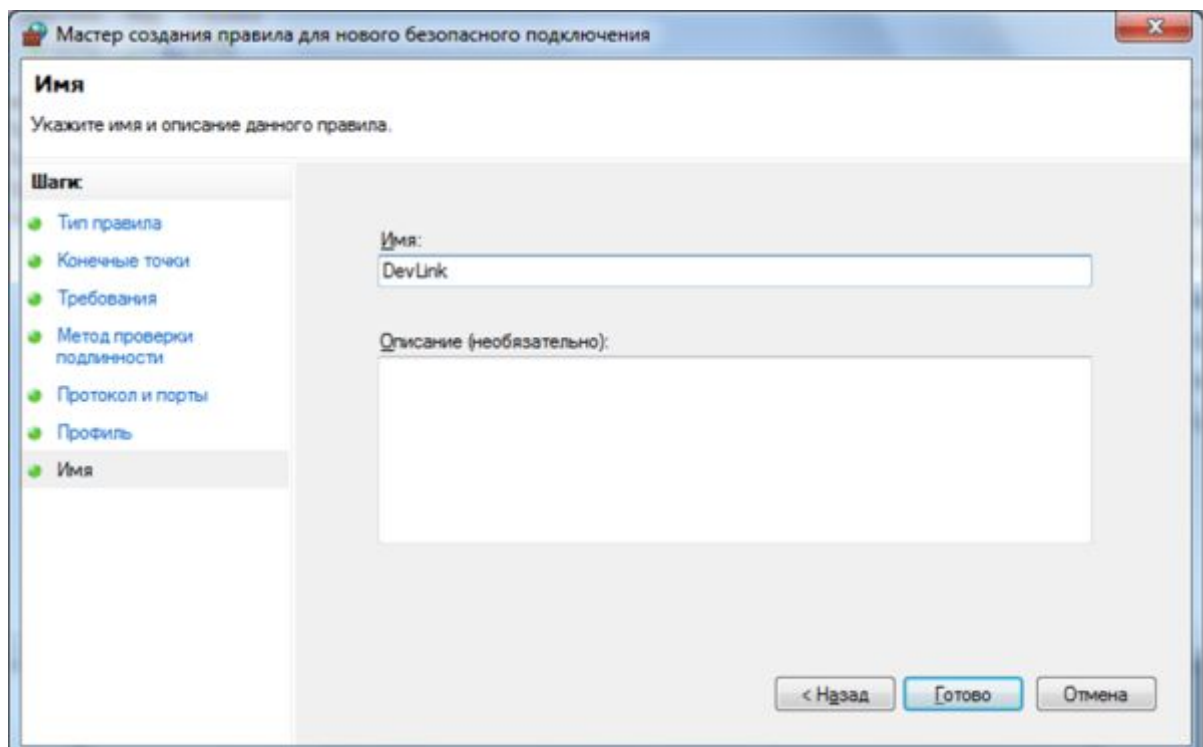 Мастер создания правила для нового безопасного подключения
Имя
Укажите имя и описание данного правила.
Шаги:
Тип правила
Конечные точки
Требования
Метод проверки
подлинности
Протокол и порты
Профиль
Имя
Имя:
DevLink
Описание (необязательно):
< Назад
Готово
Отмена